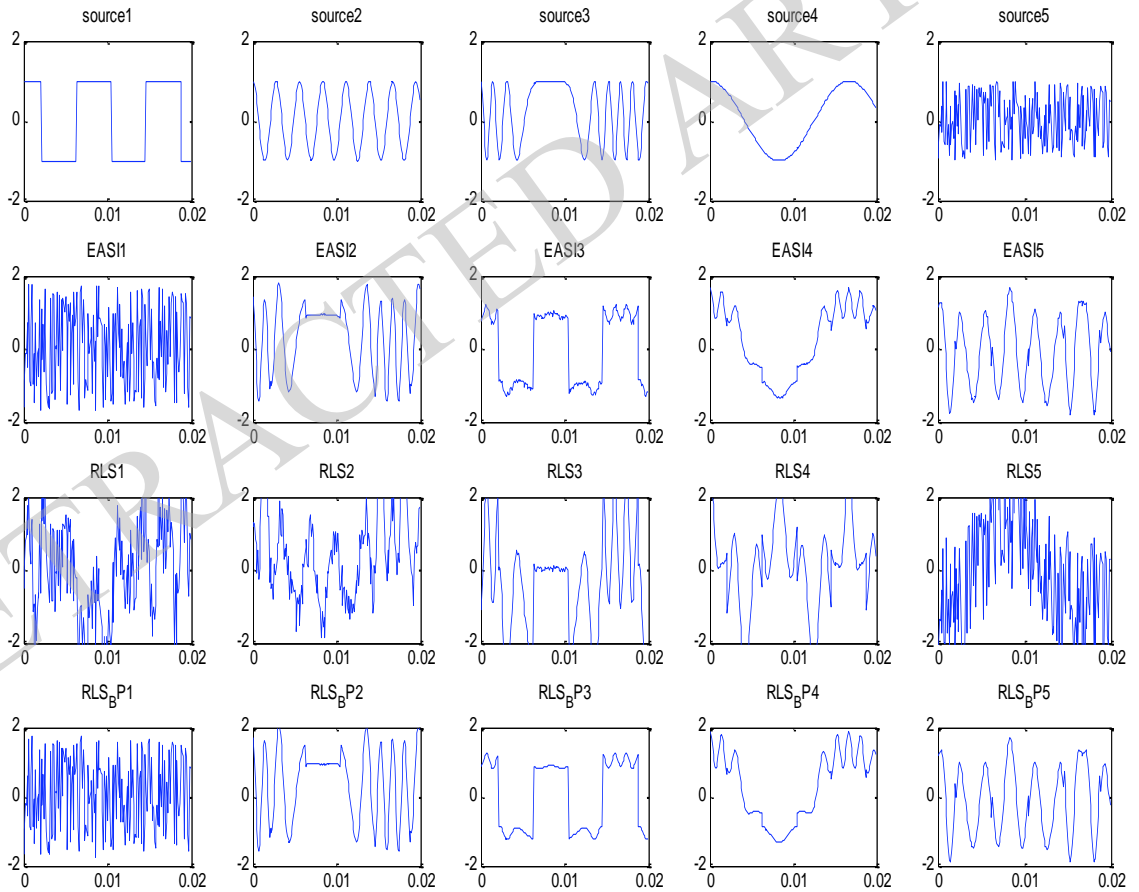 source1 source2 source3 source4 source5
2 2 2 2 2
0 0 0 0 0
-2 -2 -2 -2 -2
0 0.01 0.02 0 0.01 0.02 0 0.01 0.02 0 0.01 0.02 0 0.01 0.02
EASI1 EASI2 EASI3 EASI4 EASI5
2 2 2 2 2
0 0 0 0 0
-2 -2 -2 -2 -2
0 0.01 0.02 0 0.01 0.02 0 0.01 0.02 0 0.01 0.02 0 0.01 0.02
RLS1 RLS2 RLS3 RLS4 RLS5
2 2 2 2 2
0 0 0 0 0
-2 -2 -2 -2 -2
0 0.01 0.02 0 0.01 0.02 0 0.01 0.02 0 0.01 0.02 0 0.01 0.02
RLS_BP1 RLS_BP2 RLS_BP3 RLS_BP4 RLS_BP5
2 2 2 2 2
0 0 0 0 0
-2 -2 -2 -2 -2
0 0.01 0.02 0 0.01 0.02 0 0.01 0.02 0 0.01 0.02 0 0.01 0.02
TRACTED ART